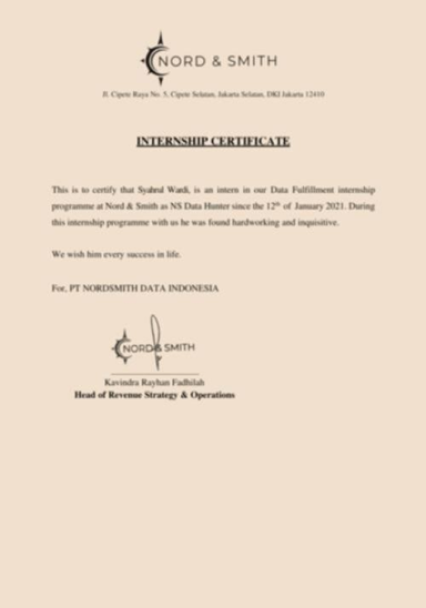 NORD & SMITH
Jl. Cipete Raya No. 5, Cipete Selatan, Jakarta Selatan, DKI Jakarta 12410
INTERNSHIP CERTIFICATE
This is to certify that Syahrul Wardi, is an intern in our Data Fulfillment internship
programme at Nord & Smith as NS Data Hunter since the 12th of January 2021. During
this internship programme with us he was found hardworking and inquisitive.
We wish him every success in life.
For, PT NORDSMITH DATA INDONESIA
NORD & SMITH
Kavindra Rayhan Fadhilah
Head of Revenue Strategy & Operations